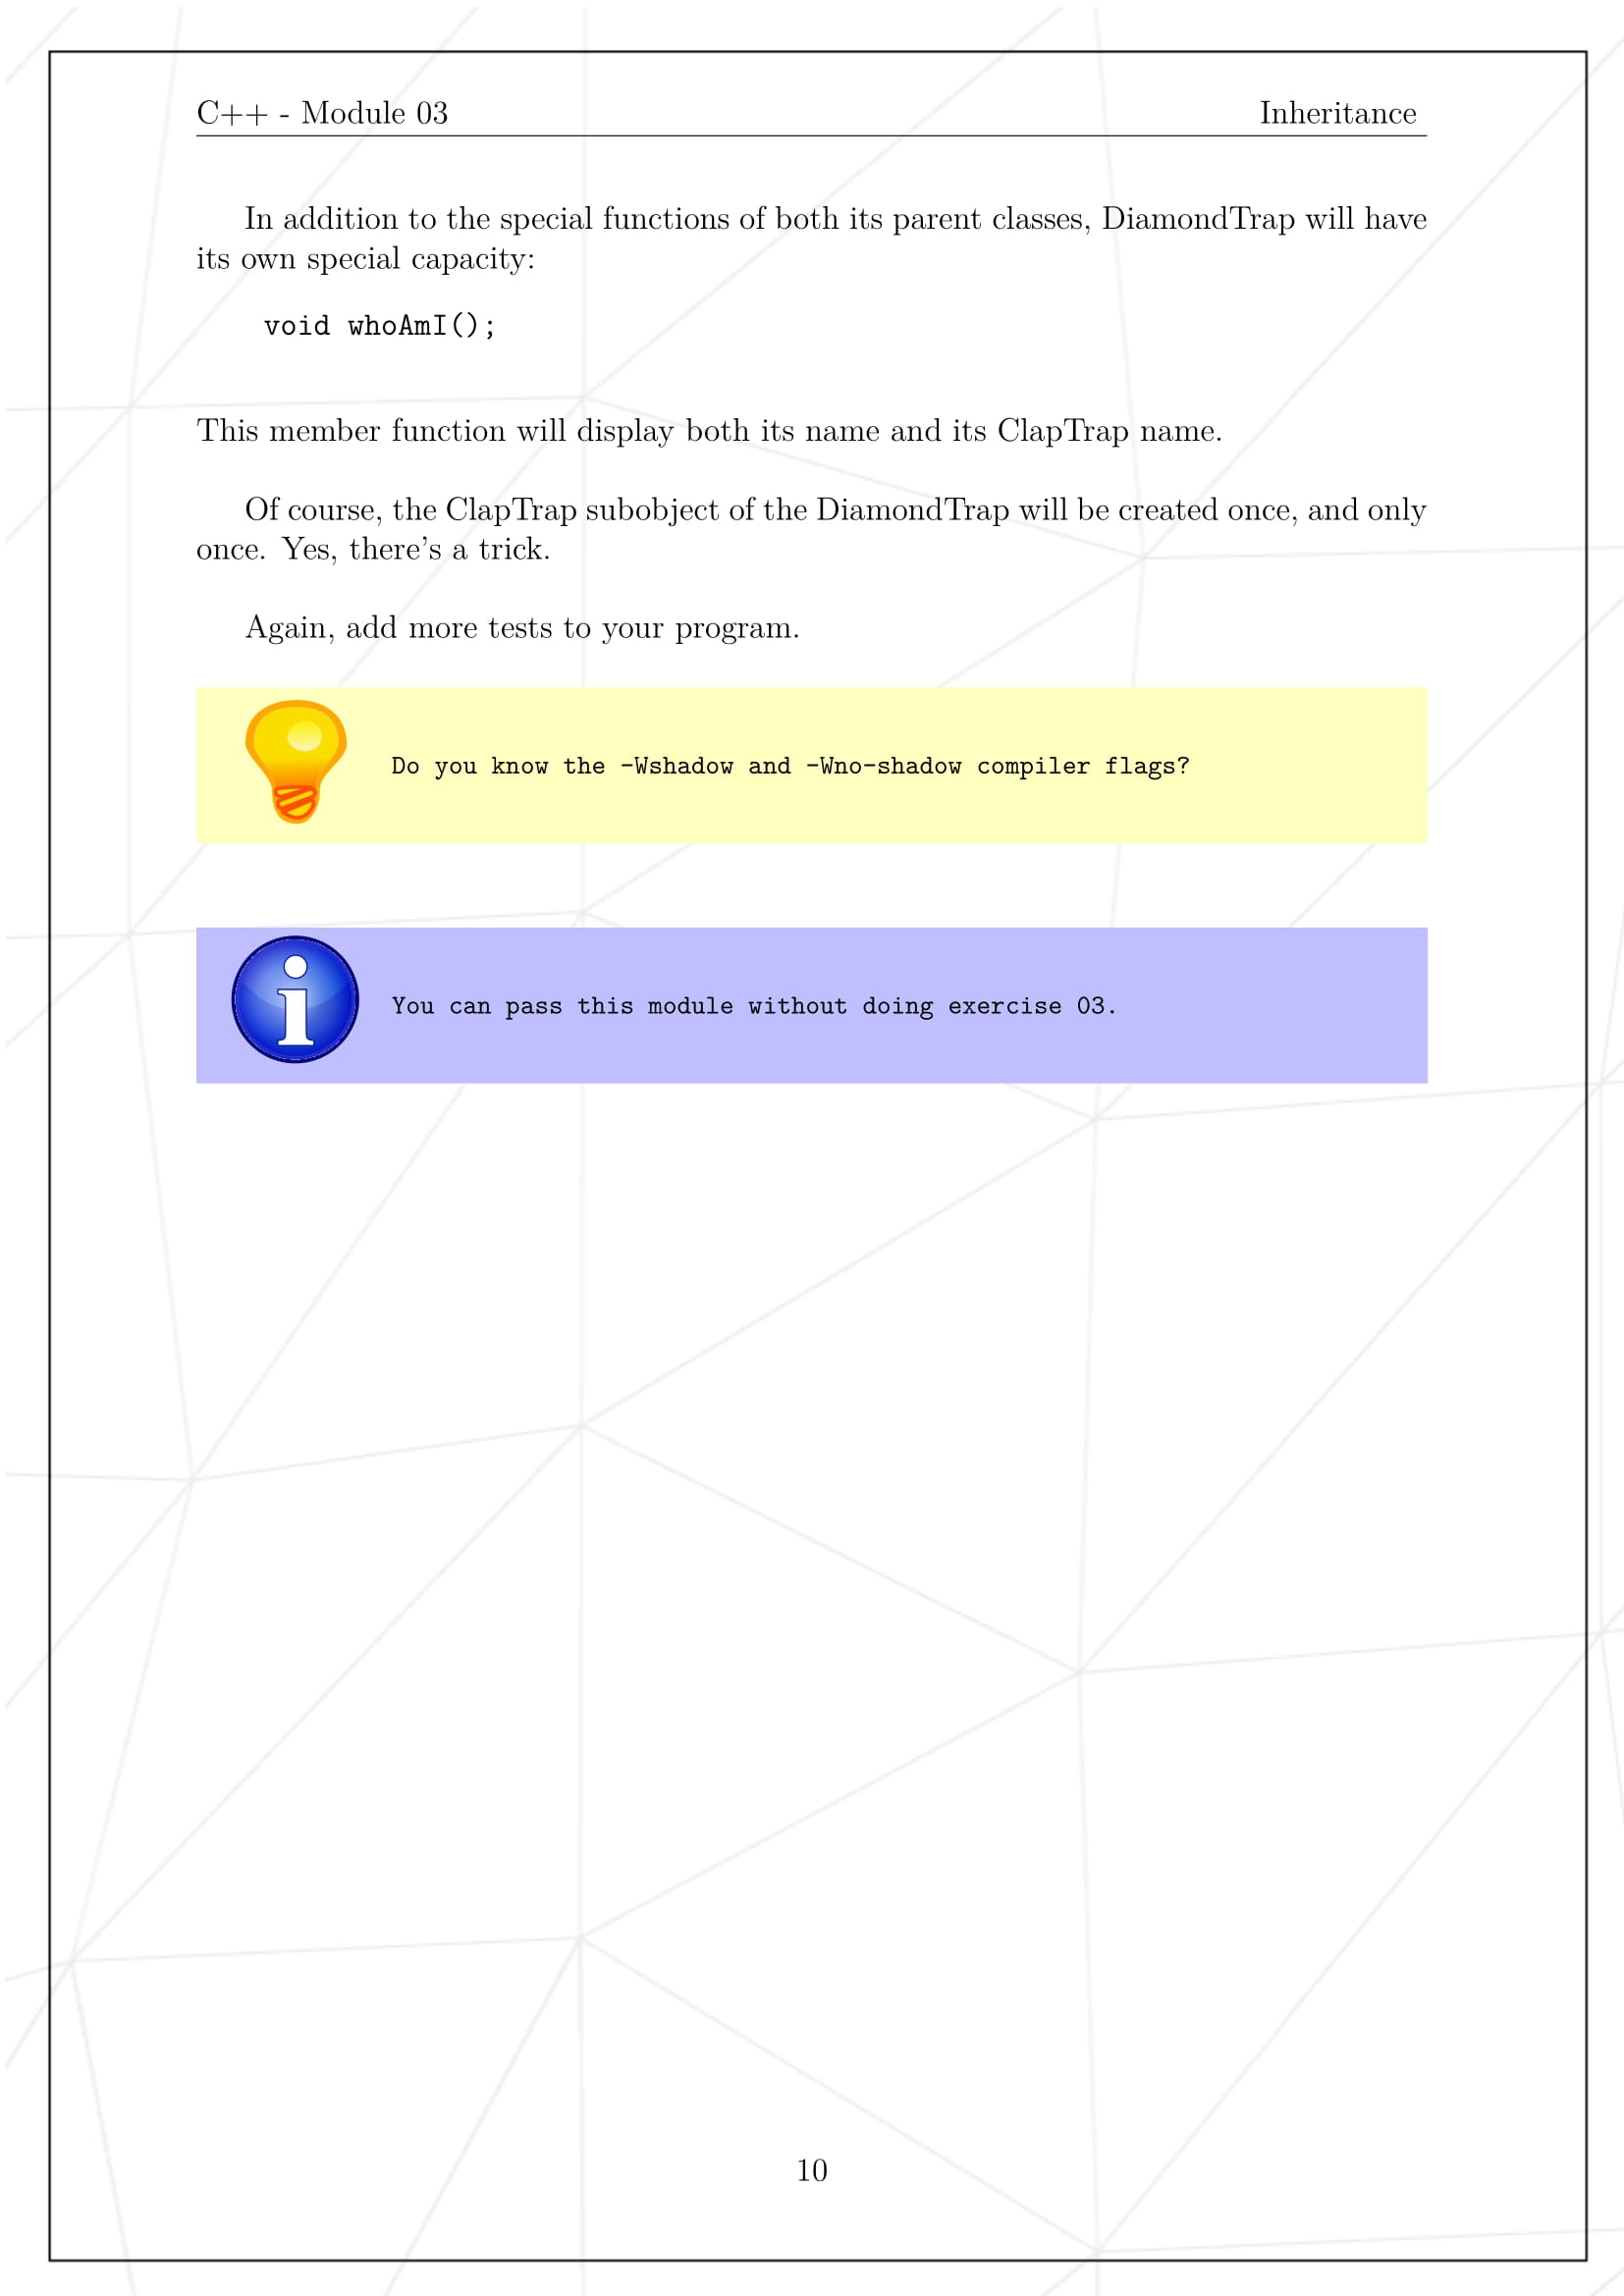 C++ - Module 03 Inheritance
In addition to the special functions of both its parent classes, DiamondTrap will have
its own special capacity:
void whoAmI();
This member function will display both its name and its ClapTrap name.
Of course, the ClapTrap subobject of the DiamondTrap will be created once, and only
once. Yes, there's a trick.
Again, add more tests to your program.
Do you know the -Wshadow and -Wno-shadow compiler flags?
You can pass this module without doing exercise 03.
10